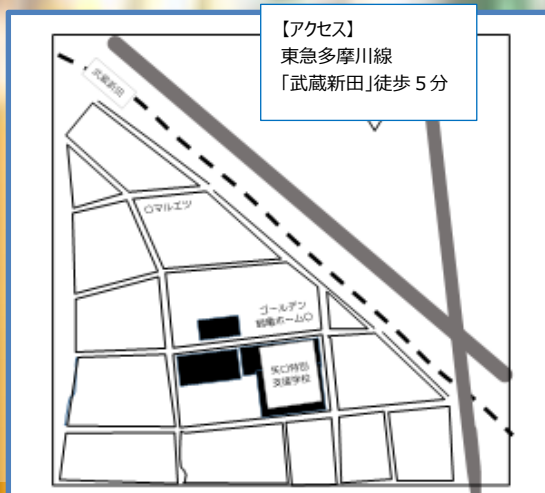 【アクセス】
東急多摩川線
「武蔵新田」徒歩５分
武蔵新田
○マルエツ
ゴールデン
鶴亀ホーム○
矢口特別
支援学校